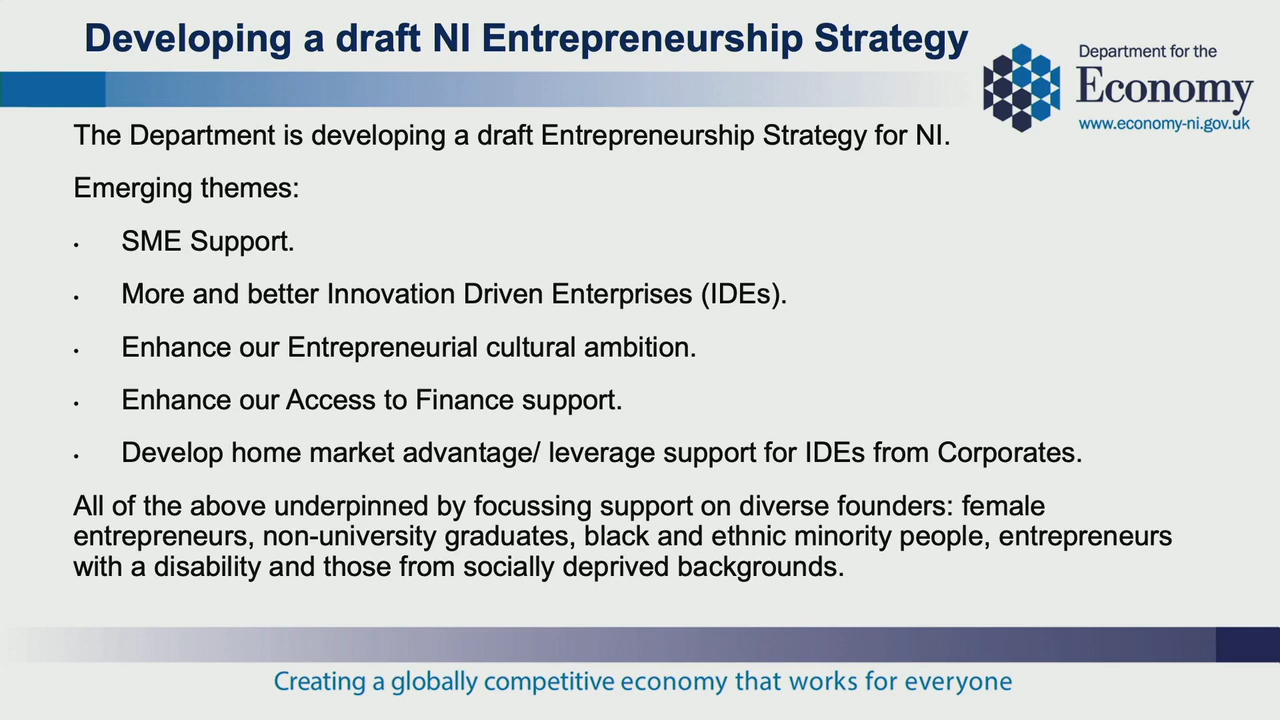 Developing a draft NI Entrepreneurship Strategy
Department for the
Economy
www.economy-ni.gov.uk
The Department is developing a draft Entrepreneurship Strategy for NI.
Emerging themes:
• SME Support.
• More and better Innovation Driven Enterprises (IDEs).
• Enhance our Entrepreneurial cultural ambition.
• Enhance our Access to Finance support.
• Develop home market advantage/ leverage support for IDEs from Corporates.
All of the above underpinned by focussing support on diverse founders: female
entrepreneurs, non-university graduates, black and ethnic minority people, entrepreneurs
with a disability and those from socially deprived backgrounds.
Creating a globally competitive economy that works for everyone